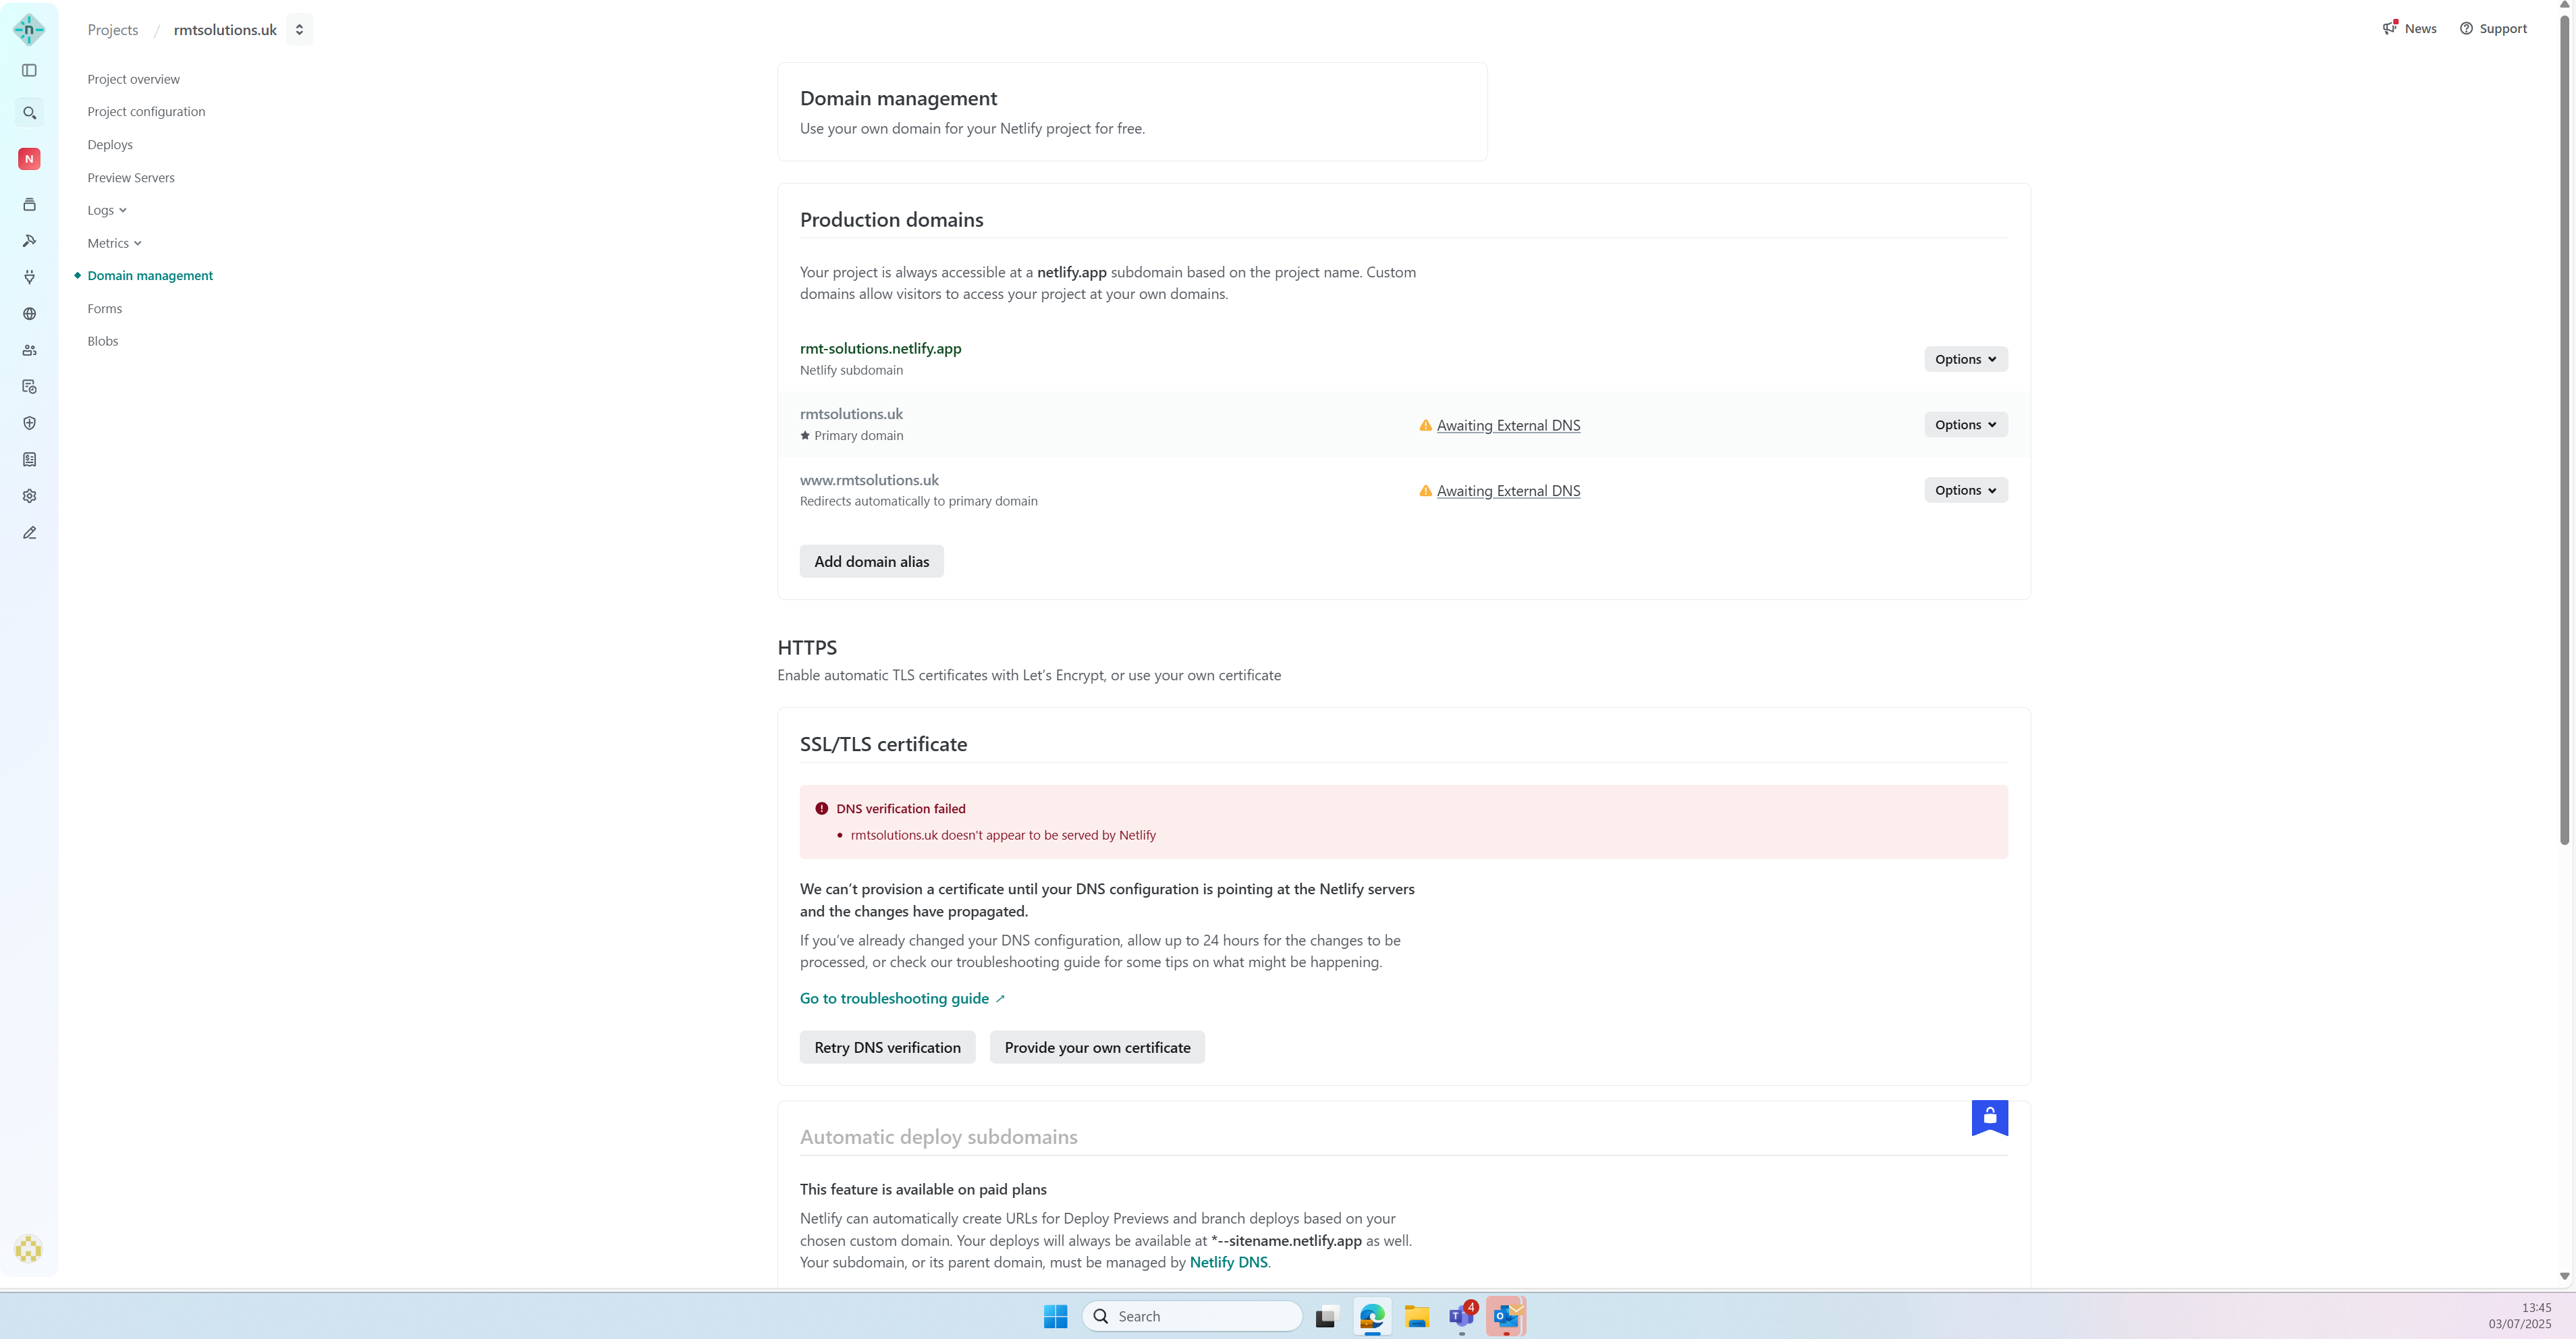 Projects / rmtsolutions.uk
News
Support
N
Project overview
Project configuration
Deploys
Preview Servers
Logs
Metrics
Domain management
Forms
Blobs
Domain management
Use your own domain for your Netlify project for free.
Production domains
Your project is always accessible at a netlify.app subdomain based on the project name. Custom
domains allow visitors to access your project at your own domains.
rmt-solutions.netlify.app
Netlify subdomain
Options
rmtsolutions.uk
Primary domain
Awaiting External DNS
Options
www.rmtsolutions.uk
Redirects automatically to primary domain
Awaiting External DNS
Options
Add domain alias
HTTPS
Enable automatic TLS certificates with Let's Encrypt, or use your own certificate
SSL/TLS certificate
DNS verification failed
• rmtsolutions.uk doesn't appear to be served by Netlify
We can't provision a certificate until your DNS configuration is pointing at the Netlify servers
and the changes have propagated.
If you've already changed your DNS configuration, allow up to 24 hours for the changes to be
processed, or check our troubleshooting guide for some tips on what might be happening.
Go to troubleshooting guide
Retry DNS verification
Provide your own certificate
Automatic deploy subdomains
This feature is available on paid plans
Netlify can automatically create URLs for Deploy Previews and branch deploys based on your
chosen custom domain. Your deploys will always be available at *--sitename.netlify.app as well.
Your subdomain, or its parent domain, must be managed by Netlify DNS.
Search
4
13:45
03/07/2025